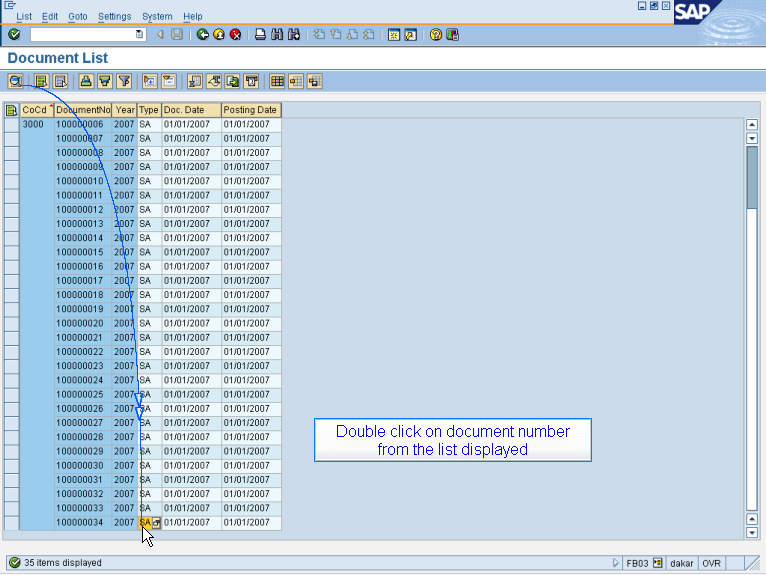 List Edit Goto Settings System Help
SAP
Document List
CoCd DocumentNo Year Type Doc. Date Posting Date
3000 100000006 2007 SA 01/01/2007 01/01/2007
100000007 2007 SA 01/01/2007 01/01/2007
100000008 2007 SA 01/01/2007 01/01/2007
100000009 2007 SA 01/01/2007 01/01/2007
100000010 2007 SA 01/01/2007 01/01/2007
100000011 2007 SA 01/01/2007 01/01/2007
100000012 2007 SA 01/01/2007 01/01/2007
100000013 2007 SA 01/01/2007 01/01/2007
100000014 2007 SA 01/01/2007 01/01/2007
100000015 2007 SA 01/01/2007 01/01/2007
100000016 2007 SA 01/01/2007 01/01/2007
100000017 2007 SA 01/01/2007 01/01/2007
100000018 2007 SA 01/01/2007 01/01/2007
100000019 2007 SA 01/01/2007 01/01/2007
100000020 2007 SA 01/01/2007 01/01/2007
100000021 2007 SA 01/01/2007 01/01/2007
100000022 2007 SA 01/01/2007 01/01/2007
100000023 2007 SA 01/01/2007 01/01/2007
100000024 2007 SA 01/01/2007 01/01/2007
100000025 2007 SA 01/01/2007 01/01/2007
100000026 2007 SA 01/01/2007 01/01/2007
100000027 2007 SA 01/01/2007 01/01/2007
100000028 2007 SA 01/01/2007 01/01/2007
100000029 2007 SA 01/01/2007 01/01/2007
100000030 2007 SA 01/01/2007 01/01/2007
100000031 2007 SA 01/01/2007 01/01/2007
100000032 2007 SA 01/01/2007 01/01/2007
100000033 2007 SA 01/01/2007 01/01/2007
100000034 2007 SA 01/01/2007 01/01/2007
Double click on document number
from the list displayed
35 items displayed FB03 dakar OVR